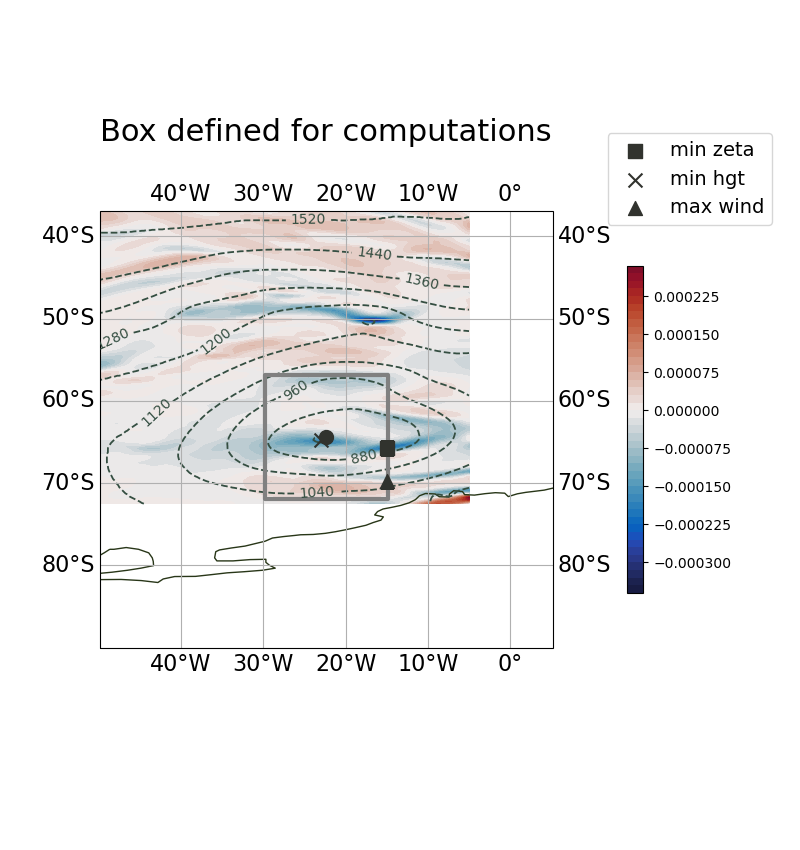 Box defined for computations
min zeta
min hgt
max wind
40°W 30°W 20°W 10°W 0°
40°S 40°S
50°S 50°S
60°S 60°S
70°S 70°S
80°S 80°S
40°W 30°W 20°W 10°W 0°
1520
1440
1360
1280
1200
1120
960
880
1040
0.000225
0.000150
0.000075
0.000000
−0.000075
−0.000150
−0.000225
−0.000300